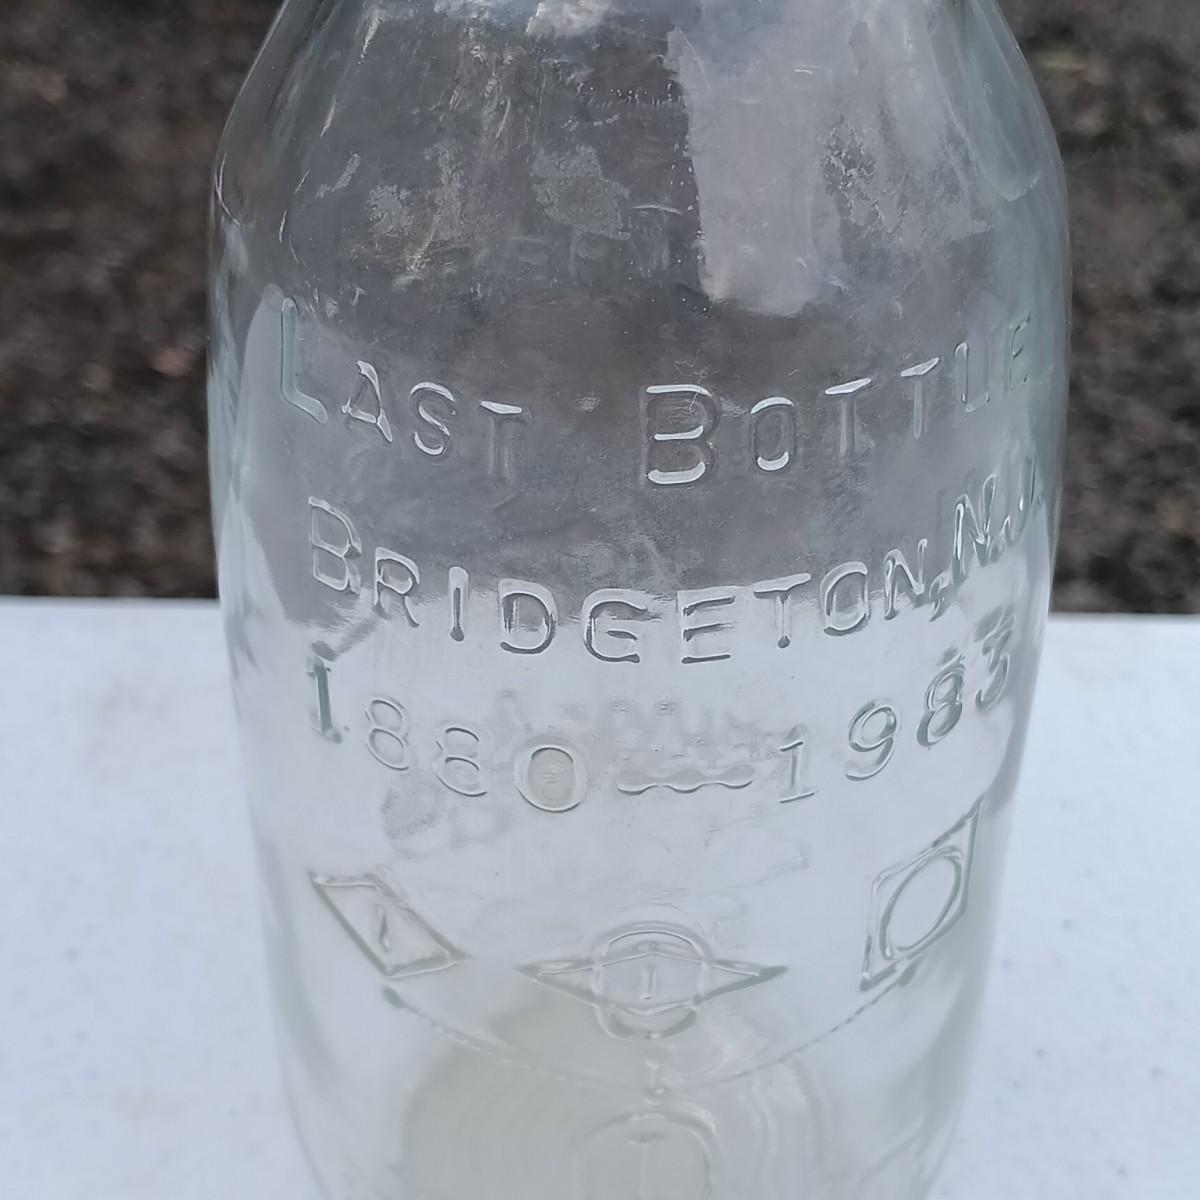 LAST BOTTLE
BRIDGETON, N.J.
1880-1983
I
I